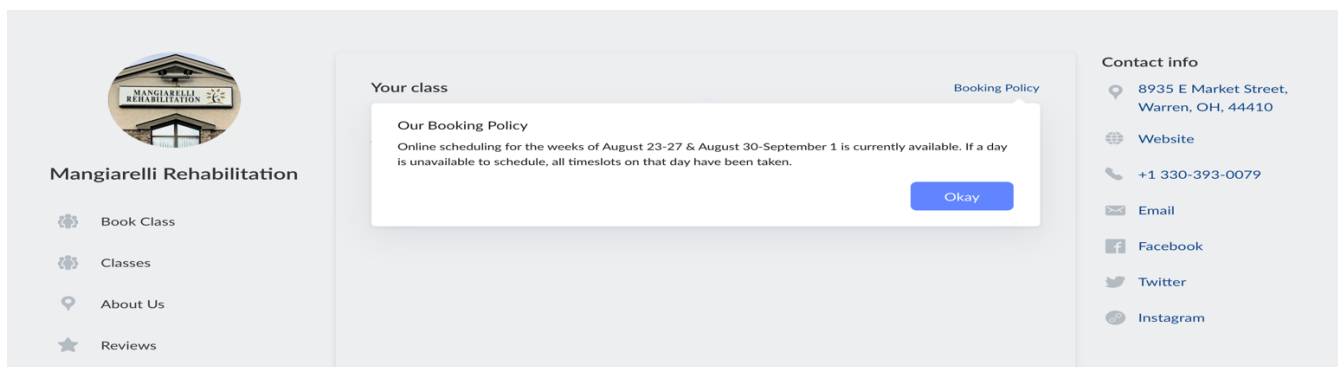 MANGIARELLI
REHABILITATION
Mangiarelli Rehabilitation
Book Class
Classes
About Us
Reviews
Your class
Booking Policy
Our Booking Policy
Online scheduling for the weeks of August 23-27 & August 30-September 1 is currently available. If a day
is unavailable to schedule, all timeslots on that day have been taken.
Okay
Contact info
8935 E Market Street,
Warren, OH, 44410
Website
+1 330-393-0079
Email
Facebook
Twitter
Instagram